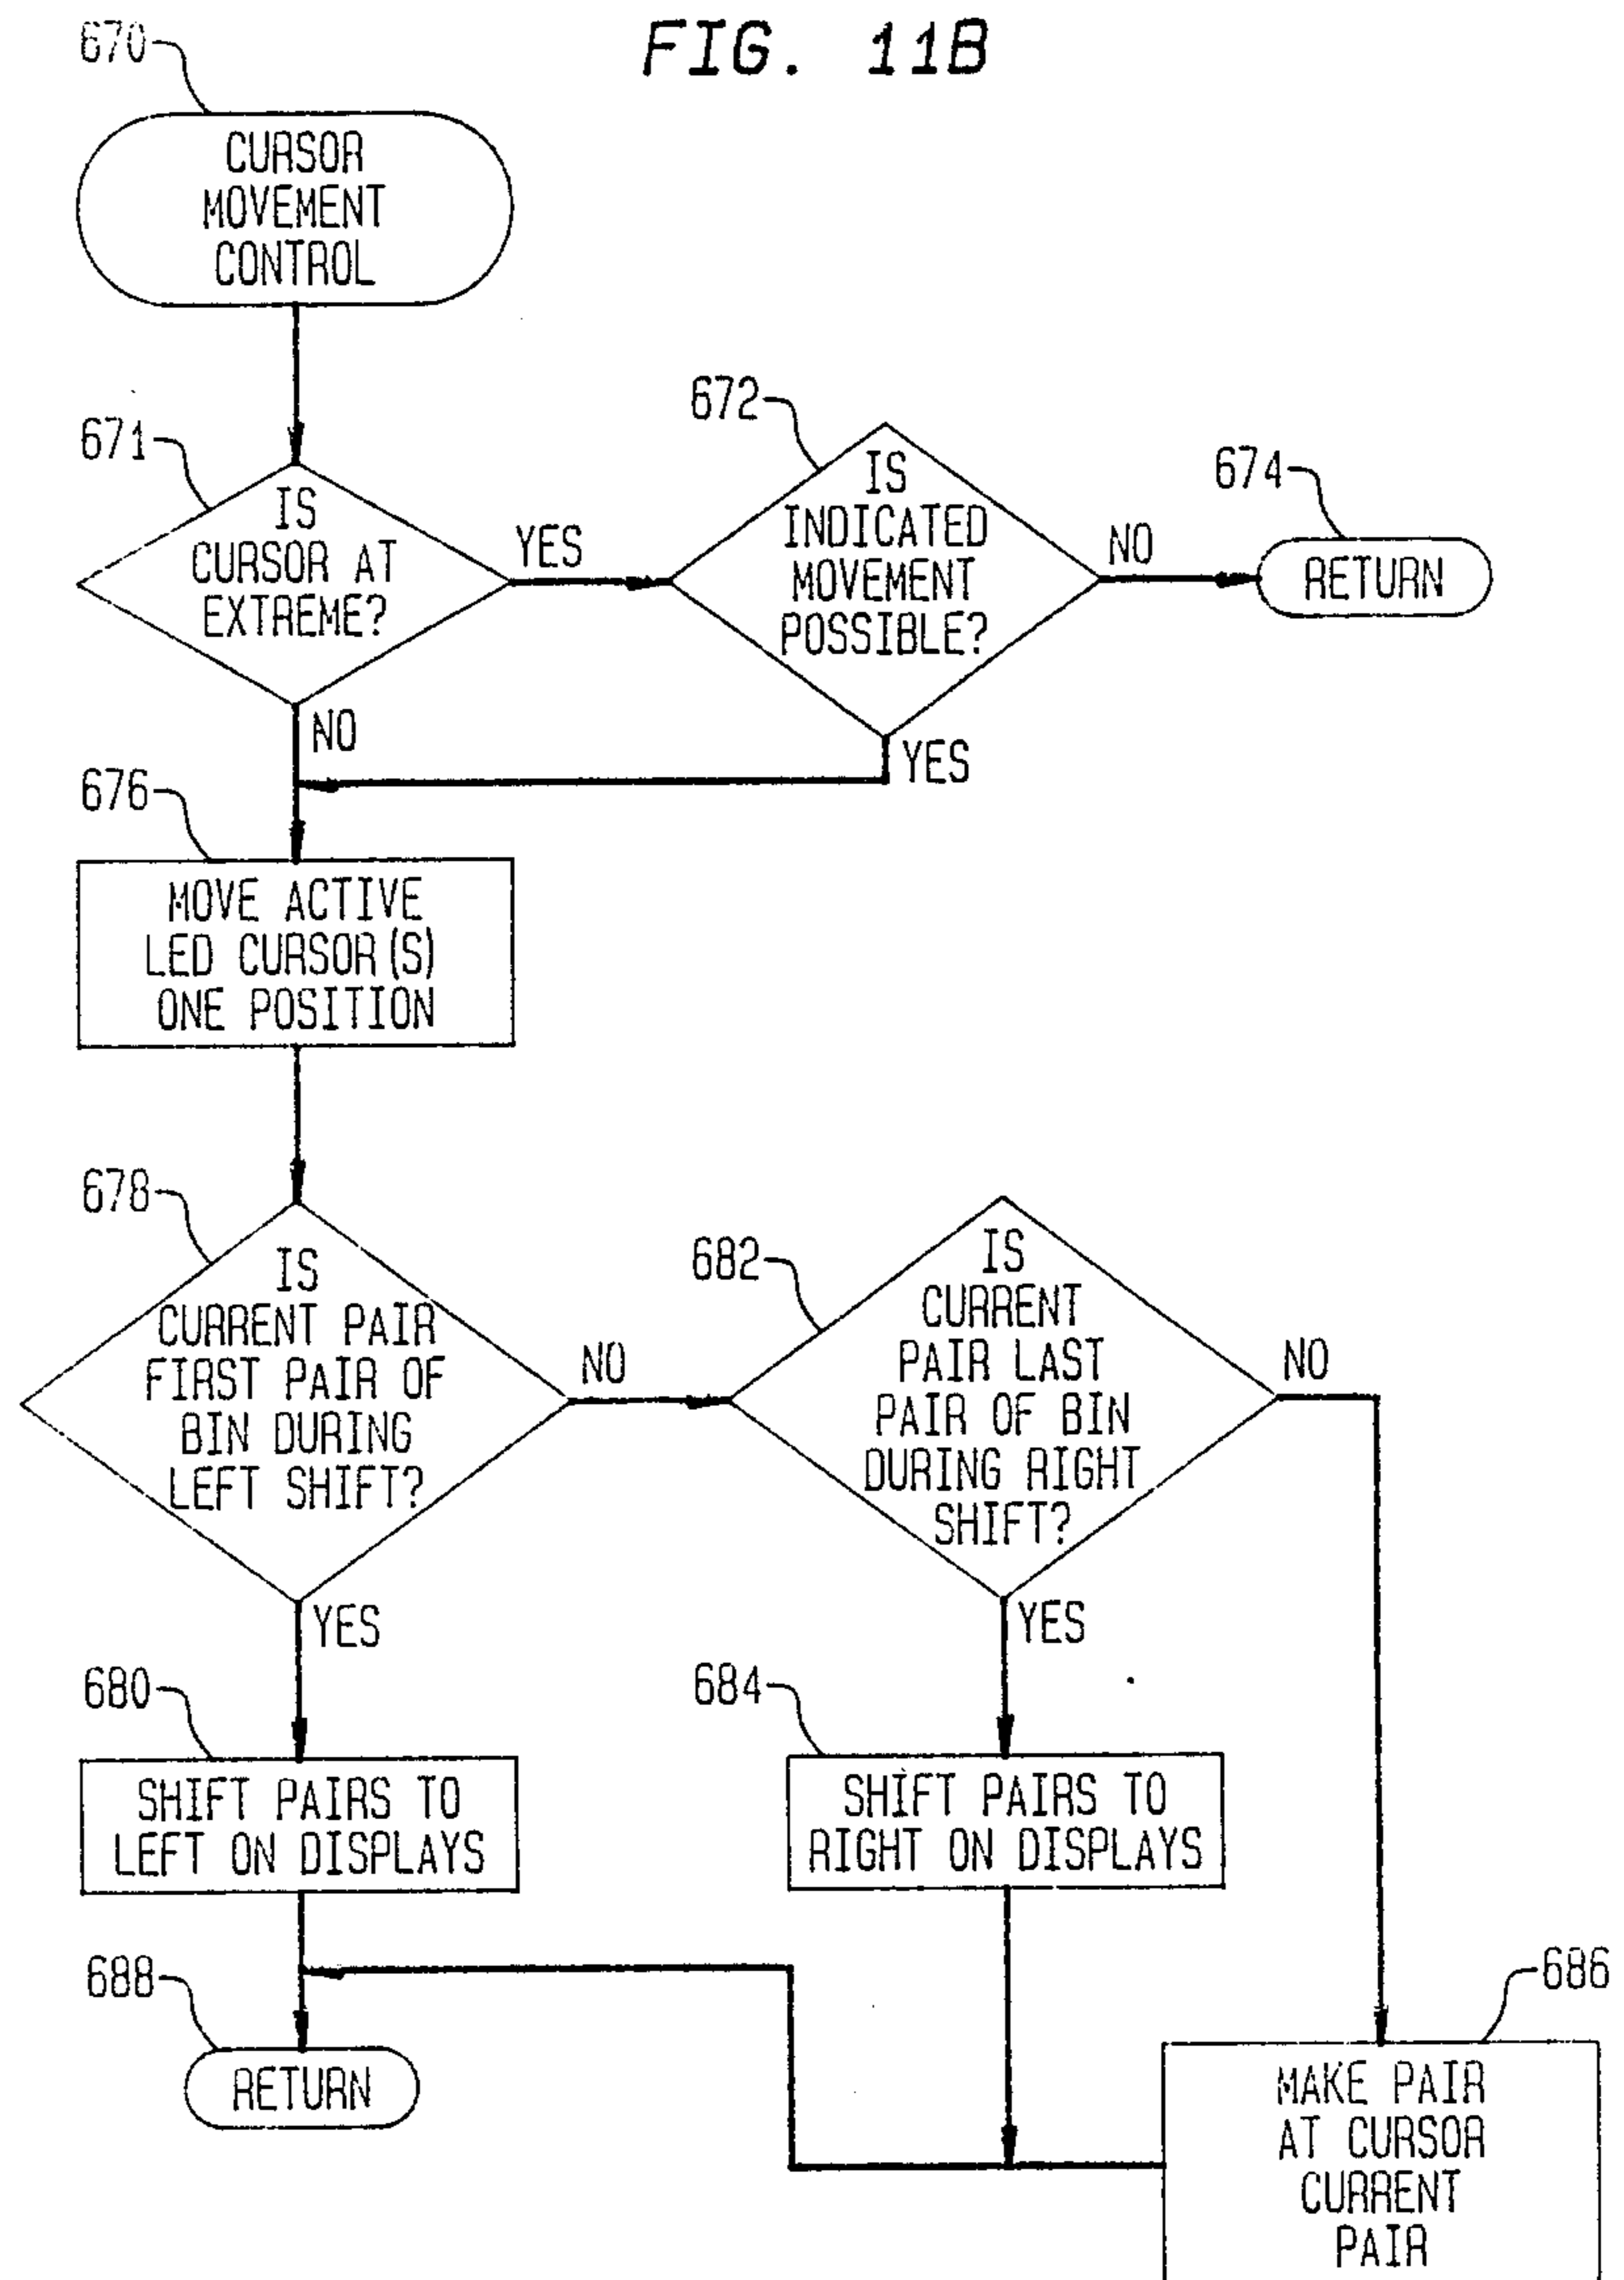 FIG. 11B
670
CURSOR
MOVEMENT
CONTROL
671
IS
CURSOR AT
EXTREME?
YES
NO
672
IS
INDICATED
MOVEMENT
POSSIBLE?
NO
YES
674
RETURN
676
MOVE ACTIVE
LED CURSOR(S)
ONE POSITION
678
IS
CURRENT PAIR
FIRST PAIR OF
BIN DURING
LEFT SHIFT?
NO
YES
682
IS
CURRENT
PAIR LAST
PAIR OF BIN
DURING RIGHT
SHIFT?
NO
YES
680
SHIFT PAIRS TO
LEFT ON DISPLAYS
684
SHIFT PAIRS TO
RIGHT ON DISPLAYS
688
RETURN
686
MAKE PAIR
AT CURSOR
CURRENT
PAIR